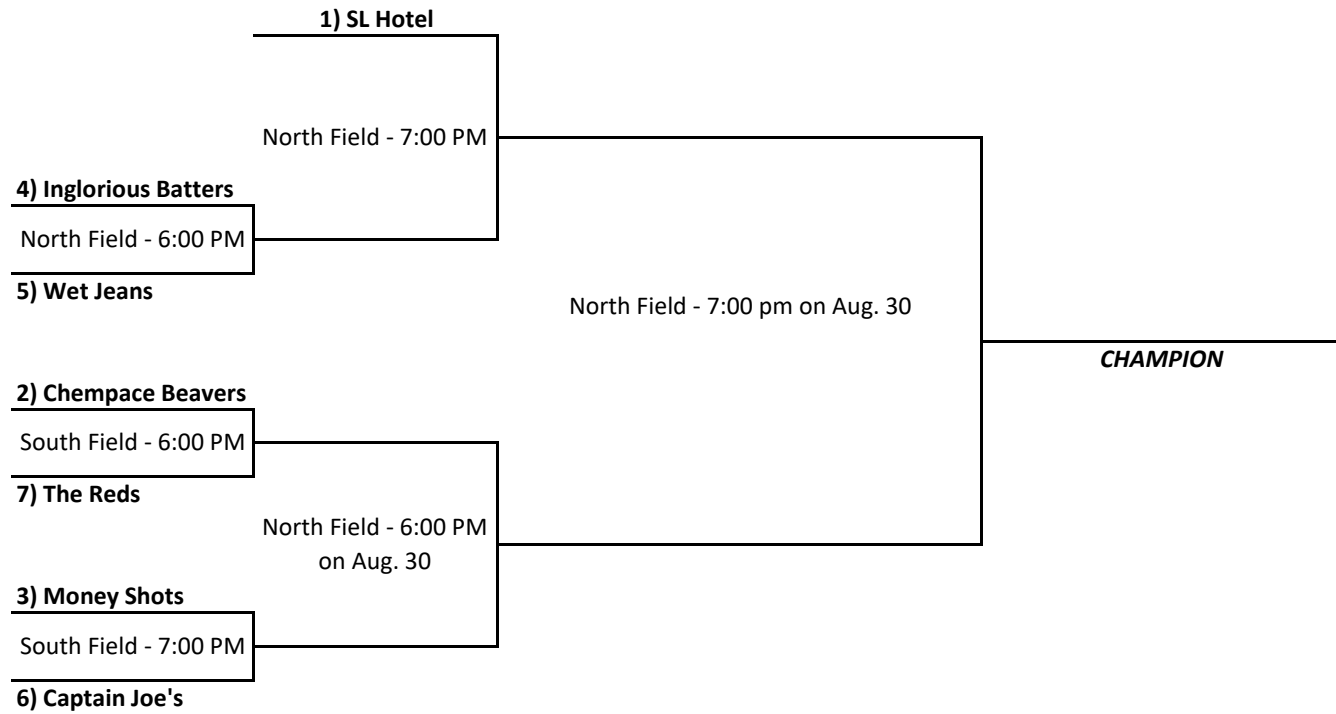 1) SL Hotel
North Field - 7:00 PM
4) Inglorious Batters
North Field - 6:00 PM
5) Wet Jeans
North Field - 7:00 pm on Aug. 30
CHAMPION
2) Chempace Beavers
South Field - 6:00 PM
7) The Reds
North Field - 6:00 PM
on Aug. 30
3) Money Shots
South Field - 7:00 PM
6) Captain Joe's